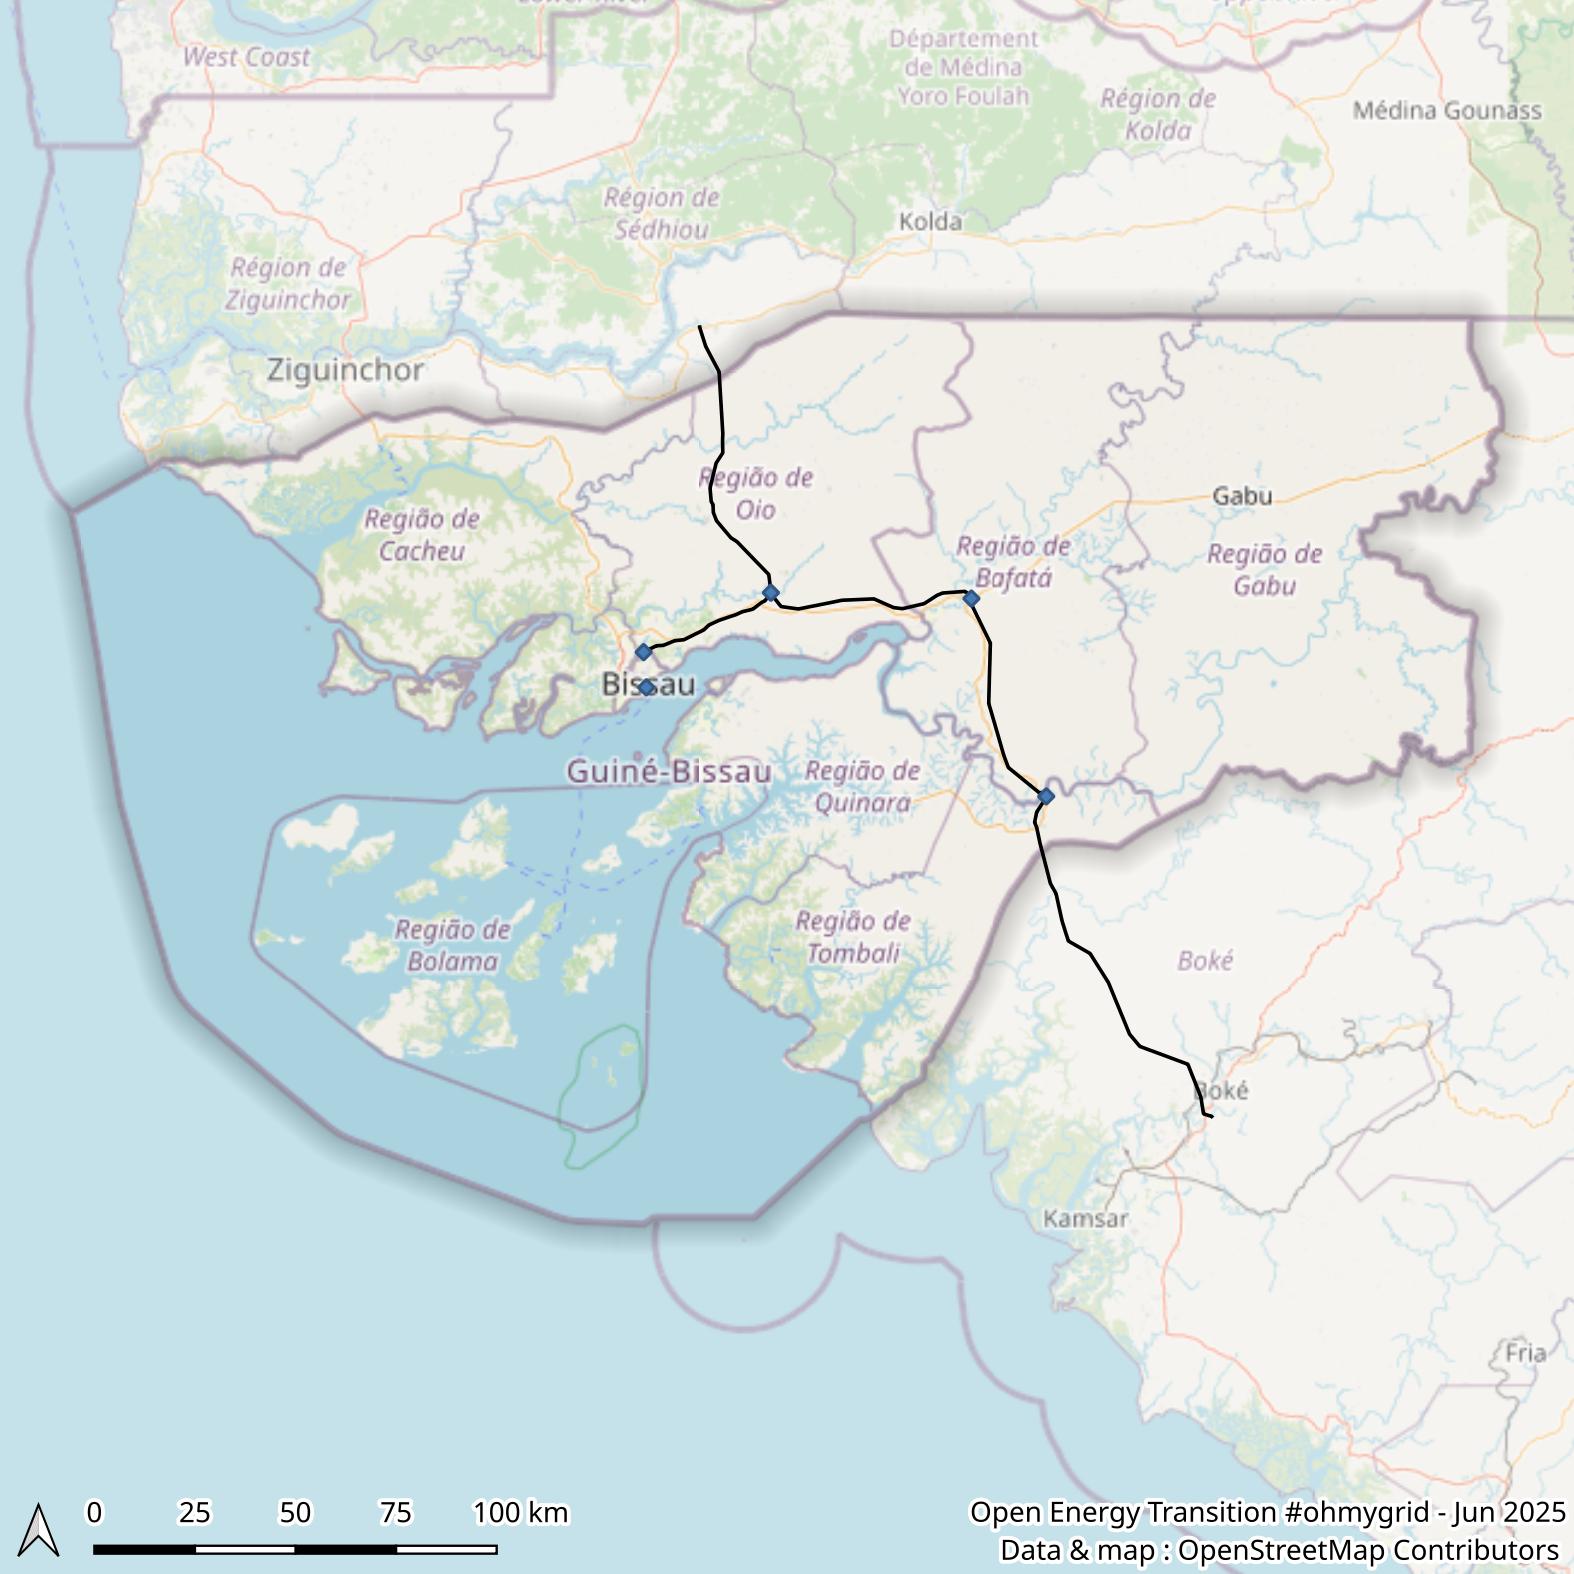 West Coast
Département
de Médina
Yoro Foulah
Région de
Kolda
Médina Gounass
Région de
Sédhiou
Kolda
Région de
Ziguinchor
Ziguinchor
Região de
Oio
Gabu
Região de
Cacheu
Região de
Bafatá
Região de
Gabu
Bissau
Guiné-Bissau
Região de
Quinara
Região de
Bolama
Região de
Tombali
Boké
Boké
Kamsar
Fria
0 25 50 75 100 km
Open Energy Transition #ohmygrid - Jun 2025
Data & map : OpenStreetMap Contributors